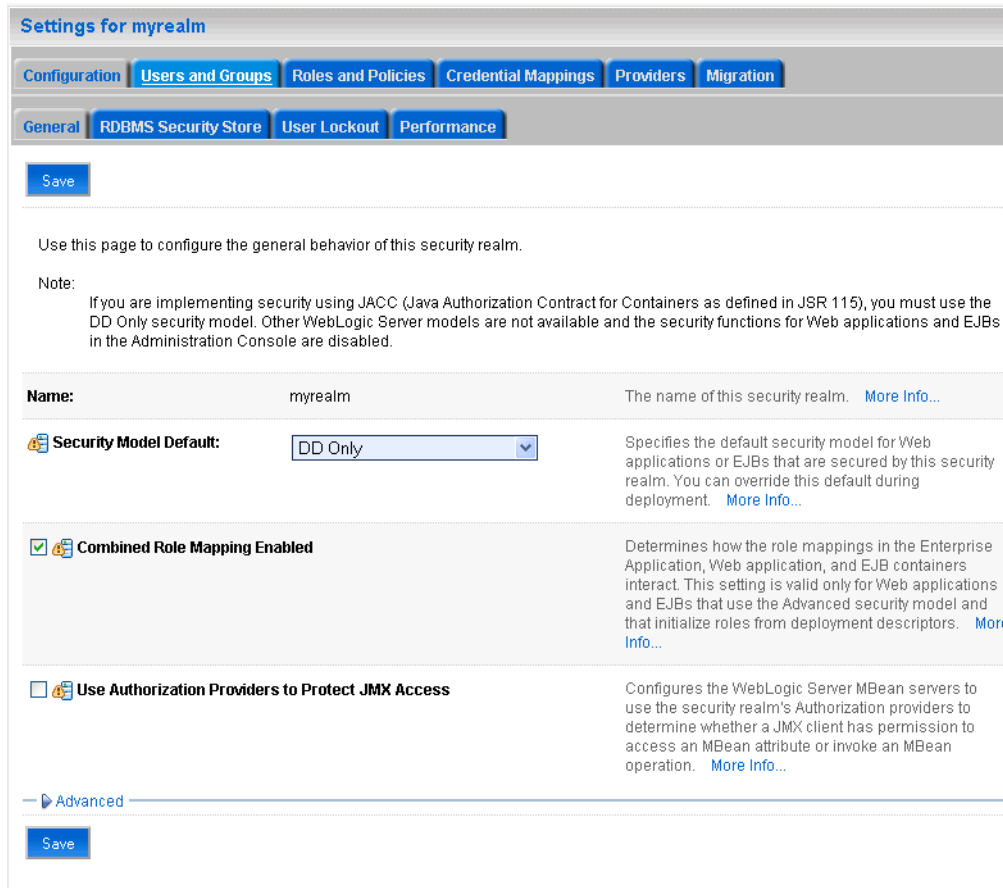 Settings for myrealm
Configuration Users and Groups Roles and Policies Credential Mappings Providers Migration
General RDBMS Security Store User Lockout Performance
Save
Use this page to configure the general behavior of this security realm.
Note:
If you are implementing security using JACC (Java Authorization Contract for Containers as defined in JSR 115), you must use the
DD Only security model. Other WebLogic Server models are not available and the security functions for Web applications and EJBs
in the Administration Console are disabled.
Name: myrealm The name of this security realm. More Info...
Security Model Default: DD Only
Specifies the default security model for Web
applications or EJBs that are secured by this security
realm. You can override this default during
deployment. More Info...
Combined Role Mapping Enabled
Determines how the role mappings in the Enterprise
Application, Web application, and EJB containers
interact. This setting is valid only for Web applications
and EJBs that use the Advanced security model and
that initialize roles from deployment descriptors. More
Info...
Use Authorization Providers to Protect JMX Access
Configures the WebLogic Server MBean servers to
use the security realm's Authorization providers to
determine whether a JMX client has permission to
access an MBean attribute or invoke an MBean
operation. More Info...
Advanced
Save